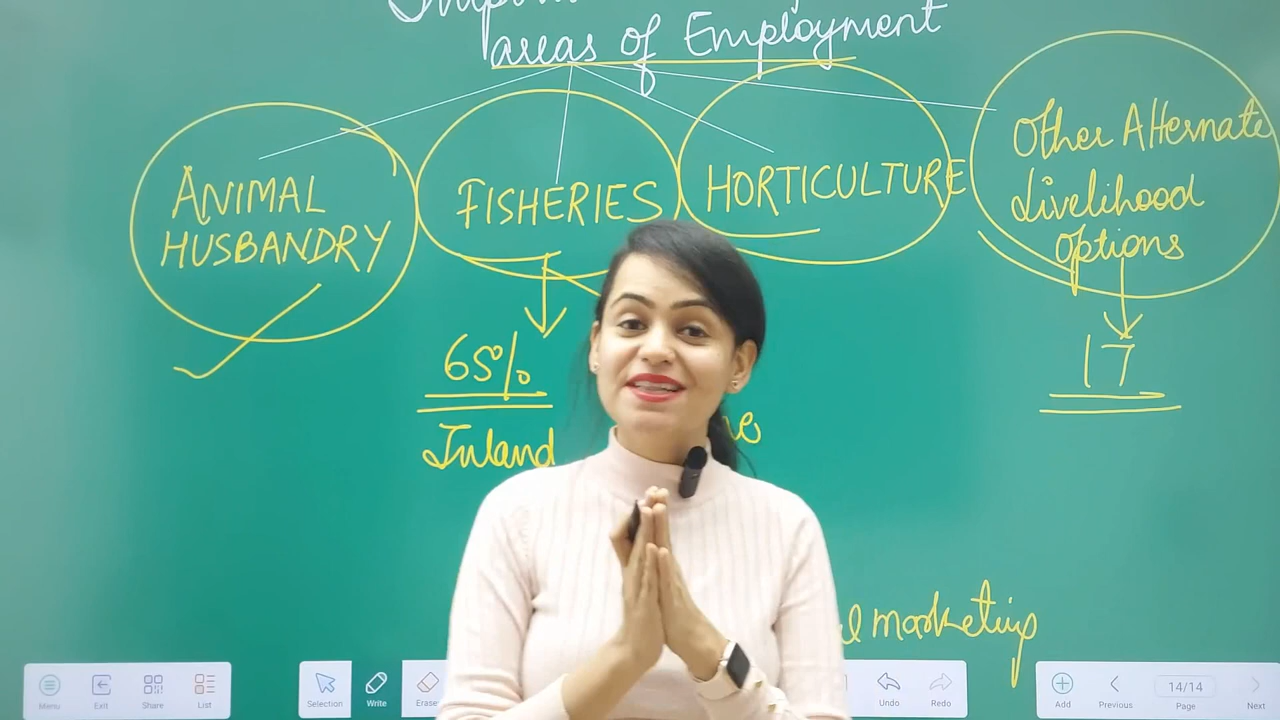 areas of Employment
ANIMAL
HUSBANDRY
FISHERIES
HORTICULTURE
Other Alternate
Livelihood
options
65%
Inland
17
marketing
Menu
Exit
Share
List
Selection
Write
Erase
Undo
Redo
Add
Previous
14/14
Page
Next